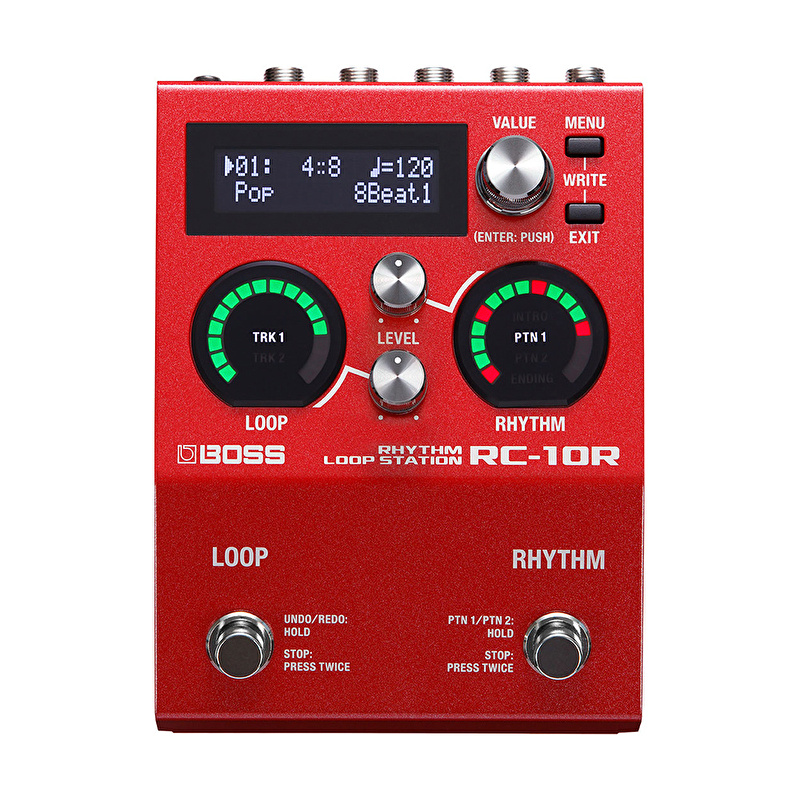 VALUE
MENU
▶01: 4::8 ♩=120
Pop 8Beat1
WRITE
(ENTER: PUSH)
EXIT
INTRO
TRK 1
LEVEL
PTN 1
TRK 2
PTN 2
ENDING
LOOP
RHYTHM
BOSS
RHYTHM
LOOP STATION RC-10R
LOOP
RHYTHM
UNDO/REDO:
HOLD
STOP:
PRESS TWICE
PTN 1/PTN 2:
HOLD
STOP:
PRESS TWICE